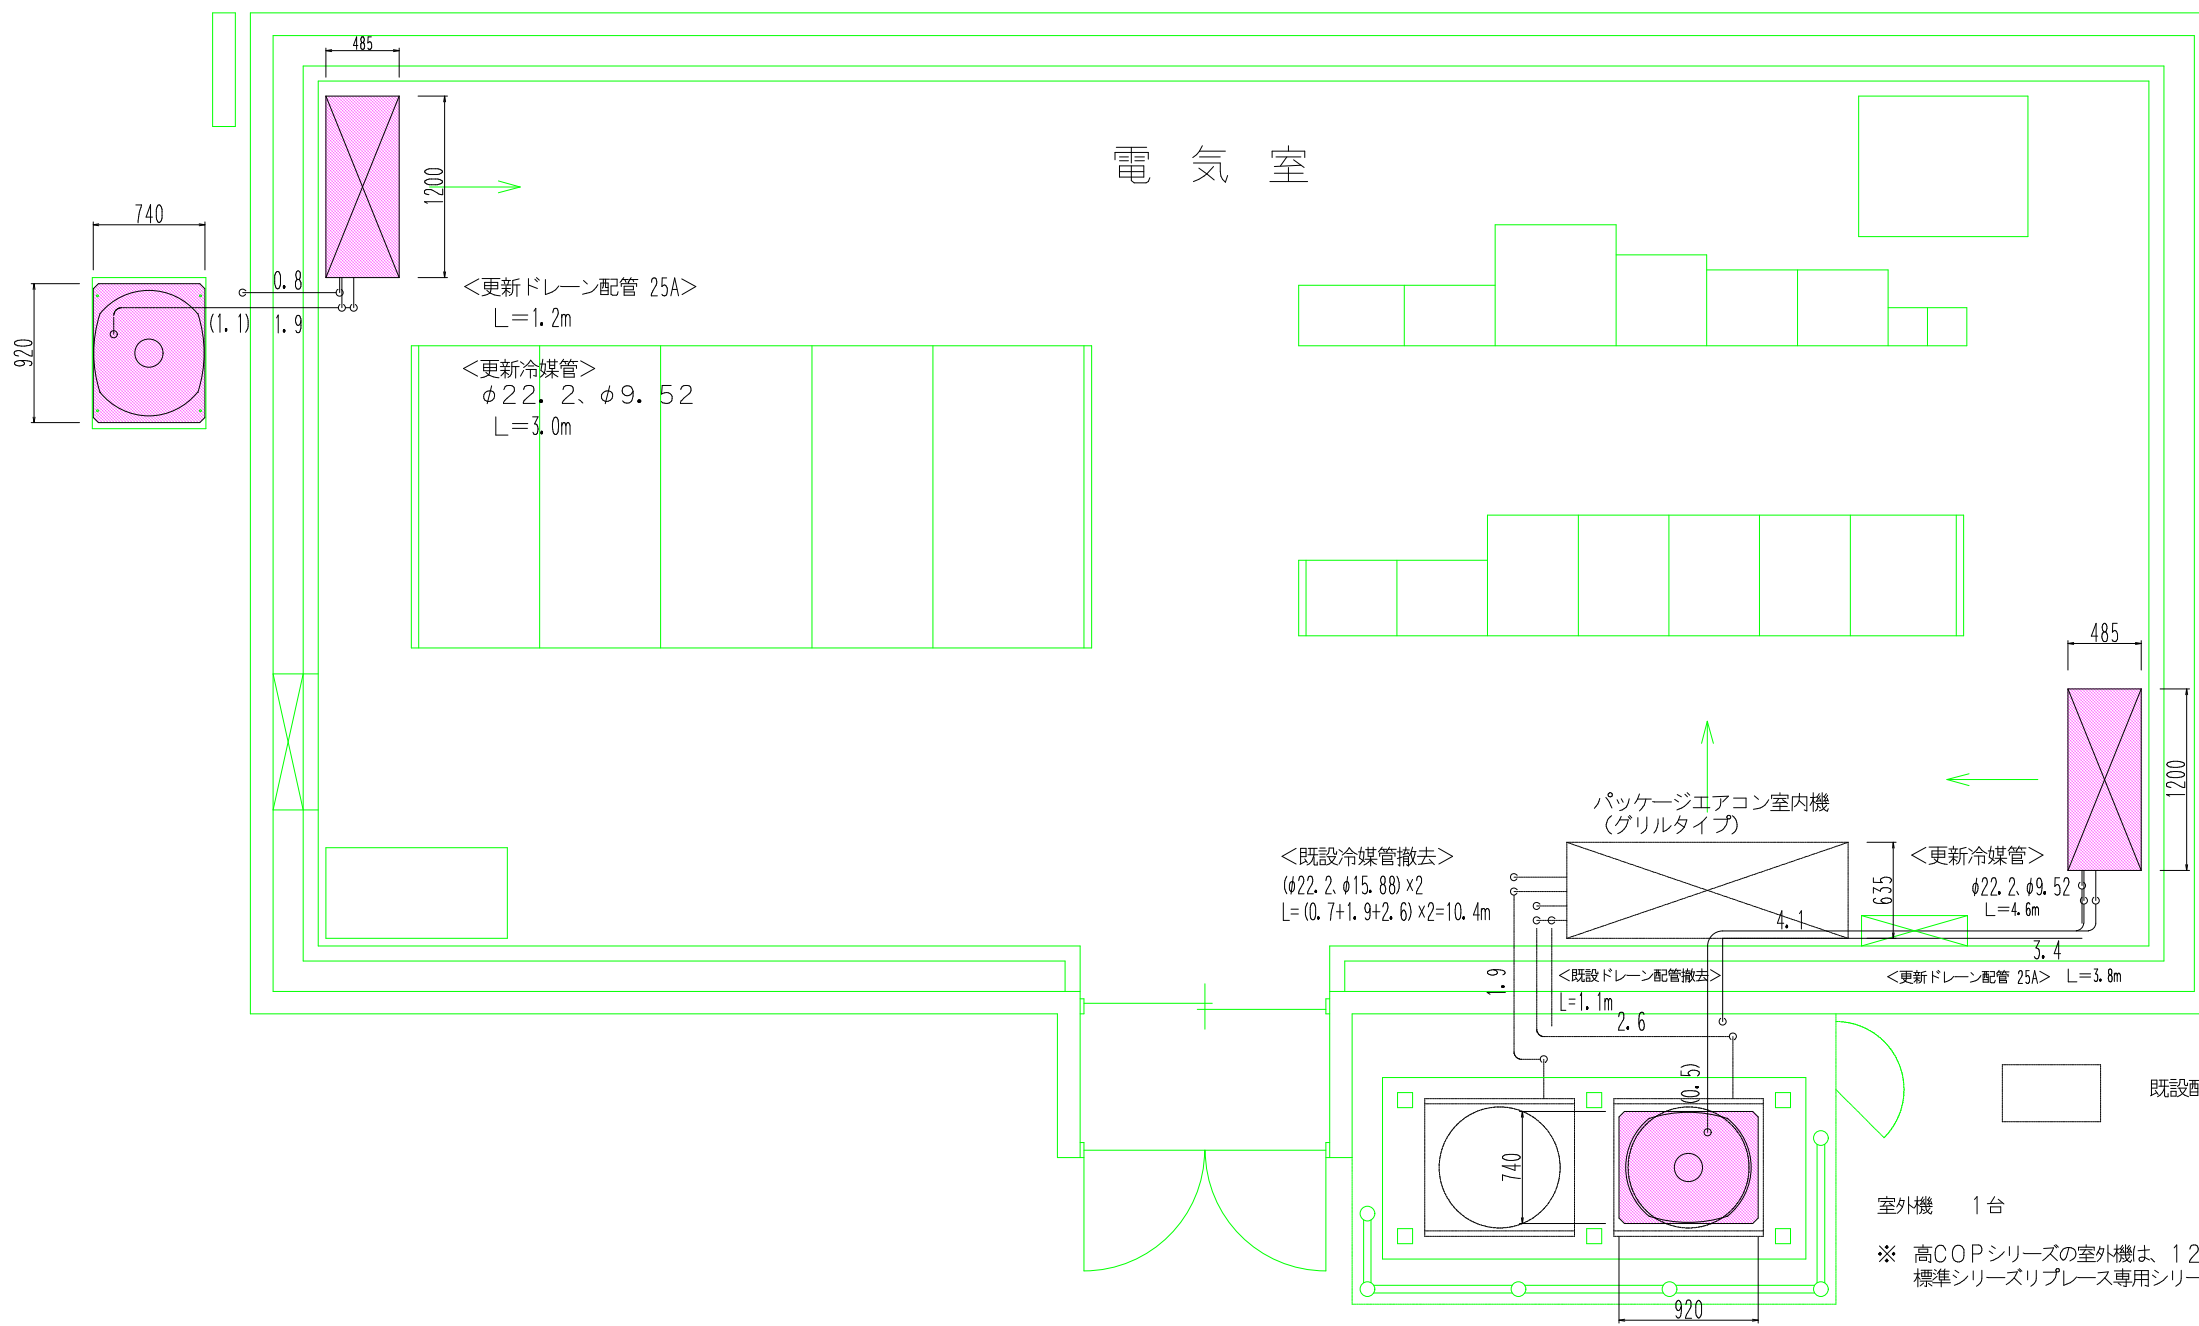 485
電気室
1200
740
0.8
<更新ドレーン配管 25A>
L=1.2m
(1.1)
1.9
920
<更新冷媒管>
φ22.2、φ9.52
L=3.0m
485
1200
パッケージエアコン室内機
(グリルタイプ)
<既設冷媒管撤去>
(φ22.2、φ15.88)×2
L=(0.7+1.9+2.6)×2=10.4m
635
<更新冷媒管>
φ22.2、φ9.52
L=4.6m
4.1
3.4
1.9
<既設ドレーン配管撤去>
L=1.1m
<更新ドレーン配管 25A> L=3.8m
2.6
(0.5)
既設
740
室外機 1台
※ 高COPシリーズの室外機は、12
標準シリーズリプレース専用シリー
920